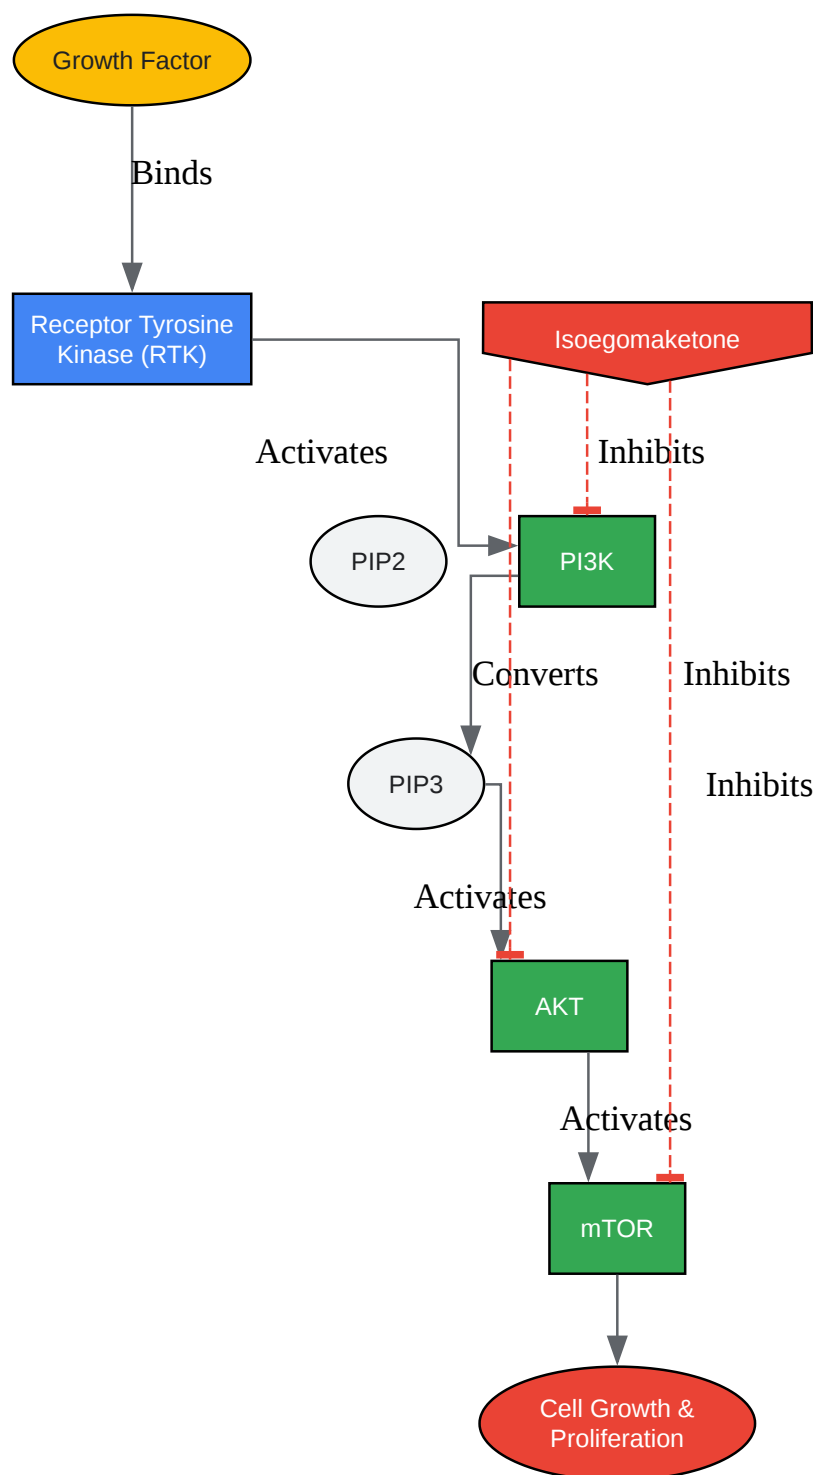 Growth Factor
Binds
Receptor Tyrosine
Kinase (RTK)
Isoegomaketone
Activates
Inhibits
PIP2
PI3K
Converts
Inhibits
PIP3
Inhibits
Activates
AKT
Activates
mTOR
Cell Growth &
Proliferation